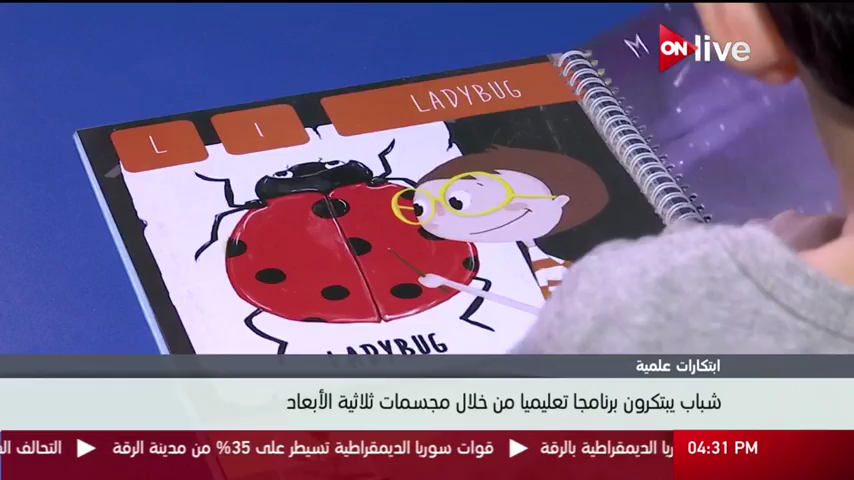 M
ON live
L I LADYBUG
LADYBUG
ابتكارات علمية
شباب يبتكرون برنامجا تعليميا من خلال مجسمات ثلاثية الأبعاد
الديمقراطية بالرقة ◀ قوات سوريا الديمقراطية تسيطر على 35% من مدينة الرقة ◀ التحالف
04:31 PM